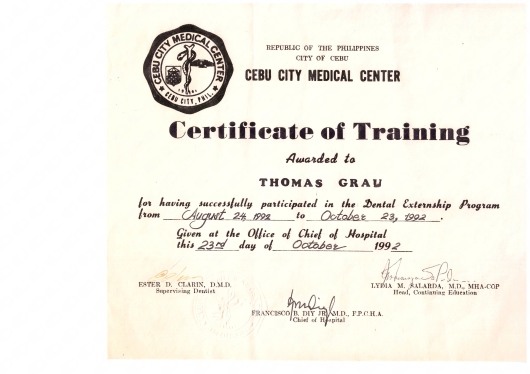 CEBU CITY MEDICAL CENTER
CEBU CITY, PHIL.
REPUBLIC OF THE PHILIPPINES
CITY OF CEBU
CEBU CITY MEDICAL CENTER
Certificate of Training
Awarded to
THOMAS GRAU
for having successfully participated in the Dental Externship Program
from August 24 1992 to October 23, 1992.
Given at the Office of Chief of Hospital
this 23rd day of October 1992
ESTER D. CLARIN, D.M.D.
Supervising Dentist
LYDIA M. SALARDA, M.D., MHA-COP
Head, Contianing Education
FRANCISCO B. DIY JR., M.D., F.P.C.H.A.
Chief of Hospital